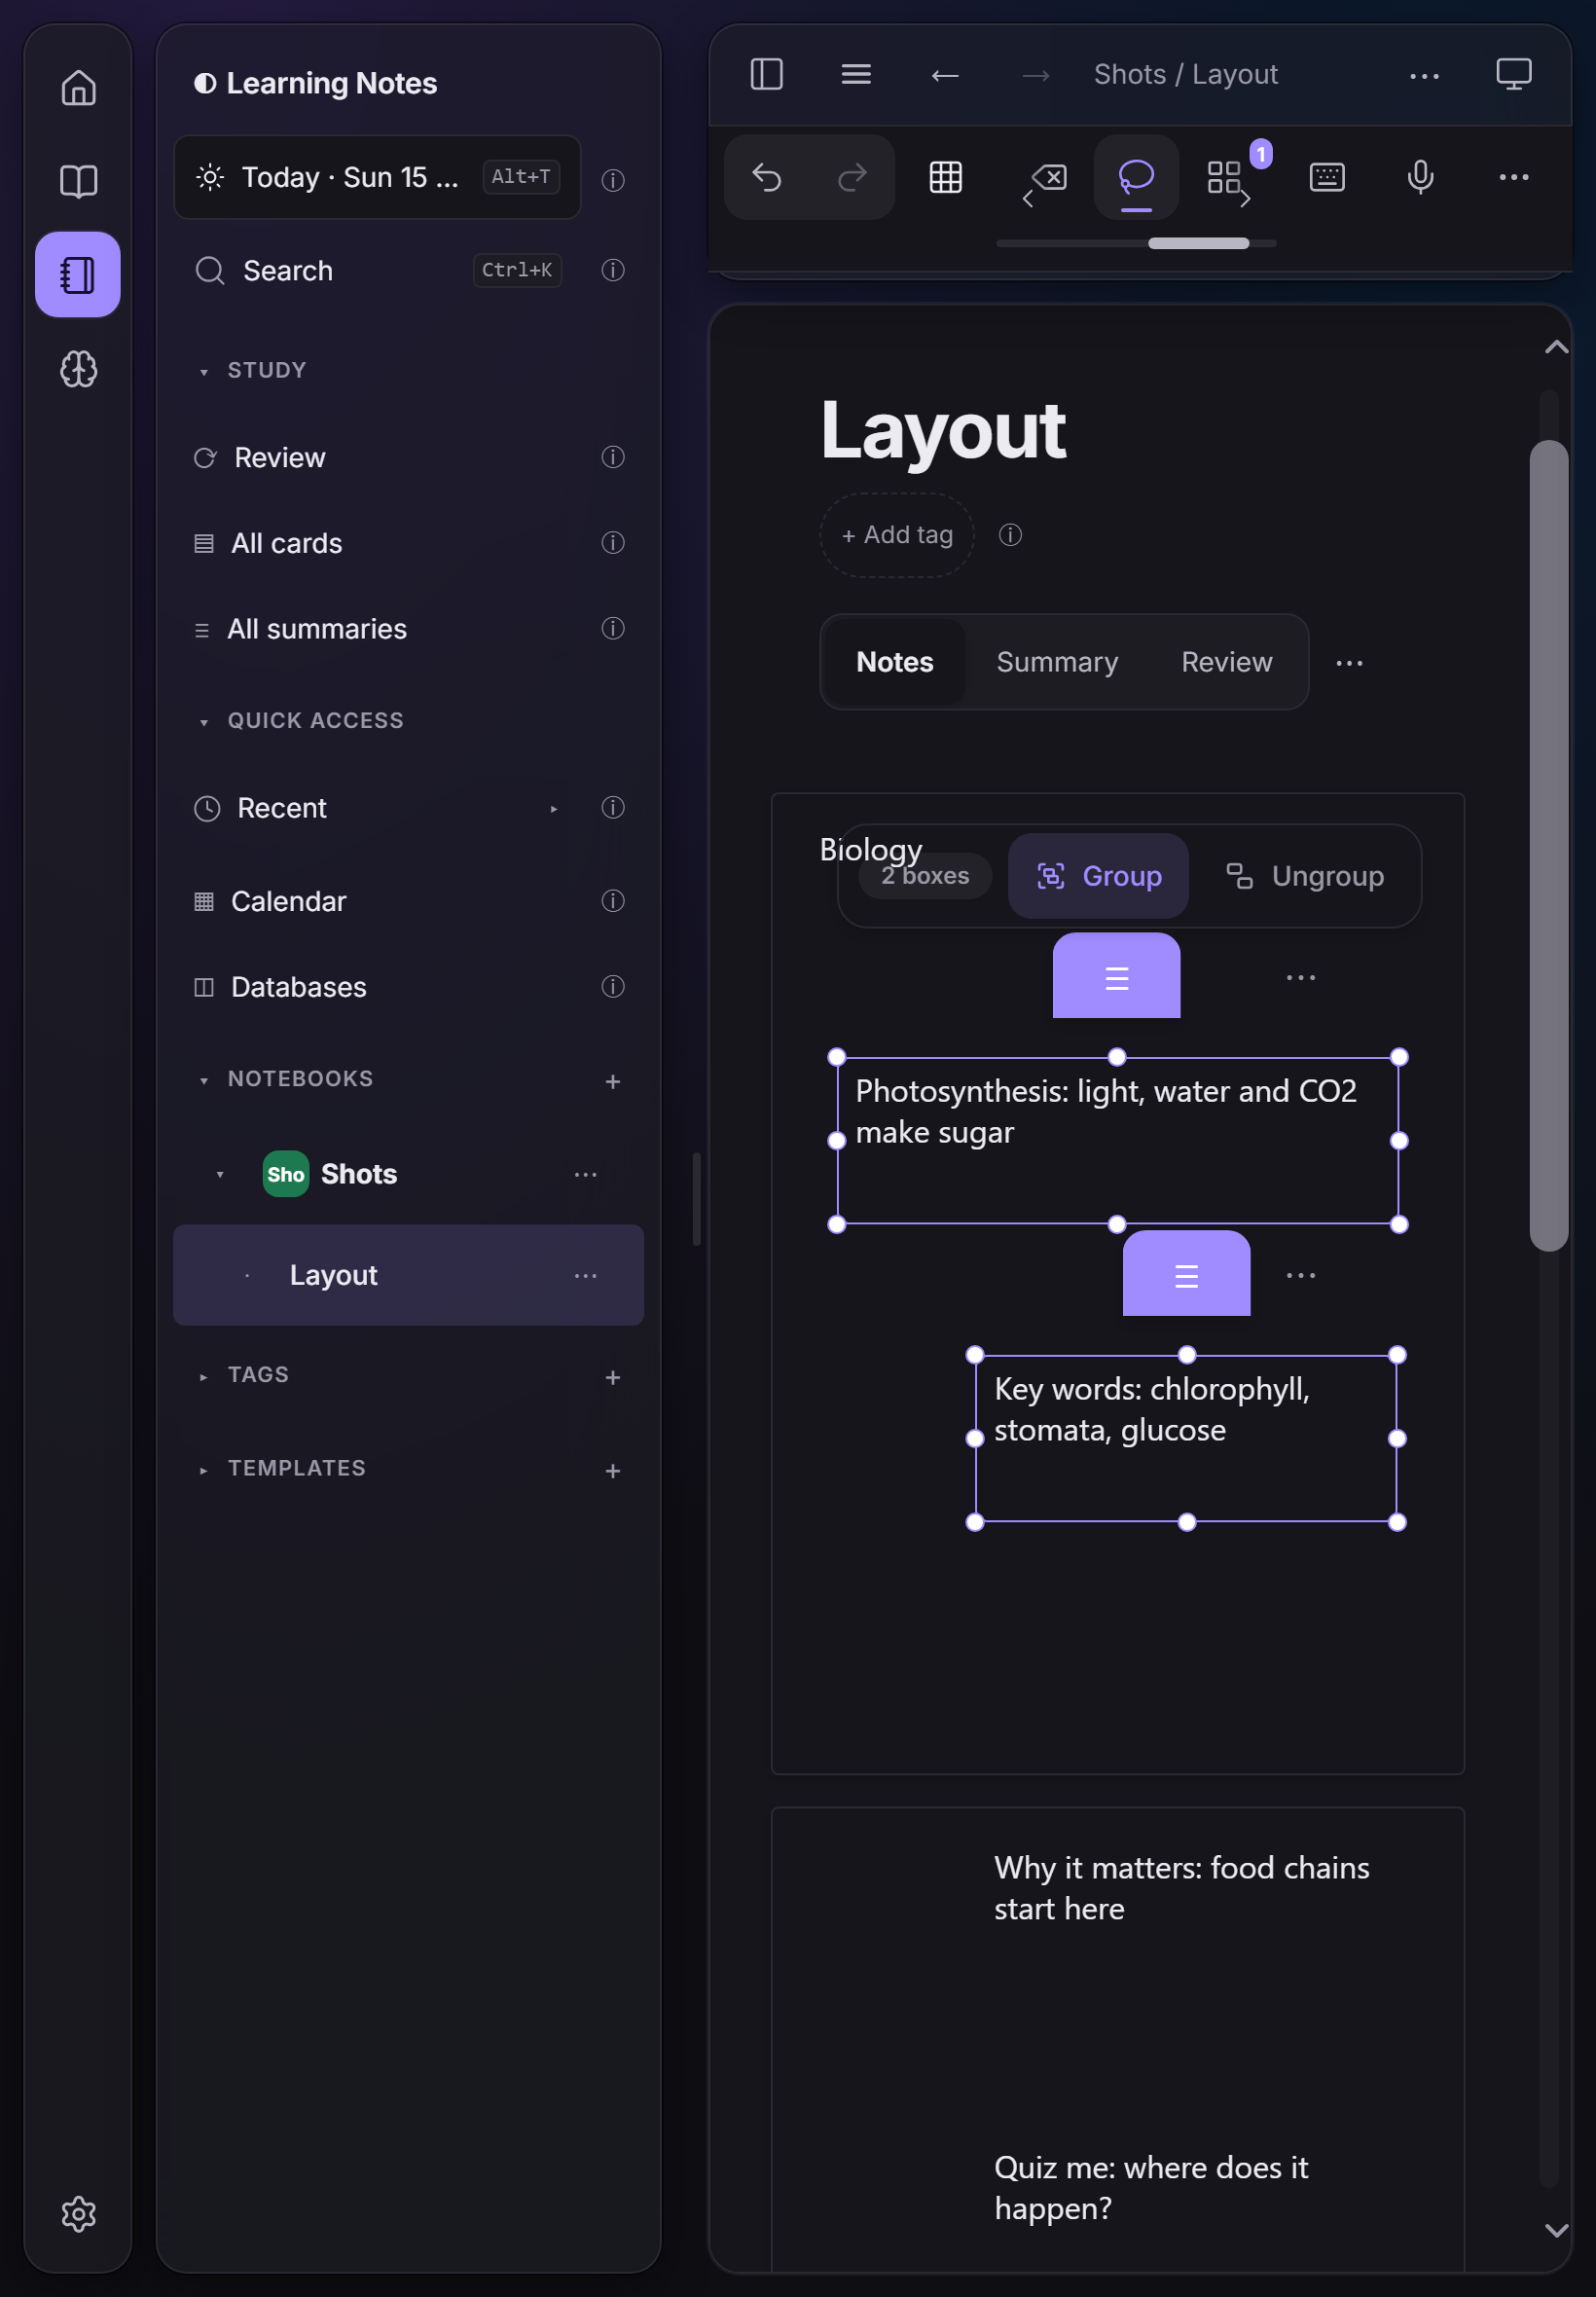 Learning Notes
Today · Sun 15 ... Alt+T
Search Ctrl+K
STUDY
Review
All cards
All summaries
QUICK ACCESS
Recent
Calendar
Databases
NOTEBOOKS
Sho Shots
Layout
TAGS
TEMPLATES
Shots / Layout
1
Layout
+ Add tag
Notes Summary Review
Biology
2 boxes Group Ungroup
Photosynthesis: light, water and CO2
make sugar
Key words: chlorophyll,
stomata, glucose
Why it matters: food chains
start here
Quiz me: where does it
happen?